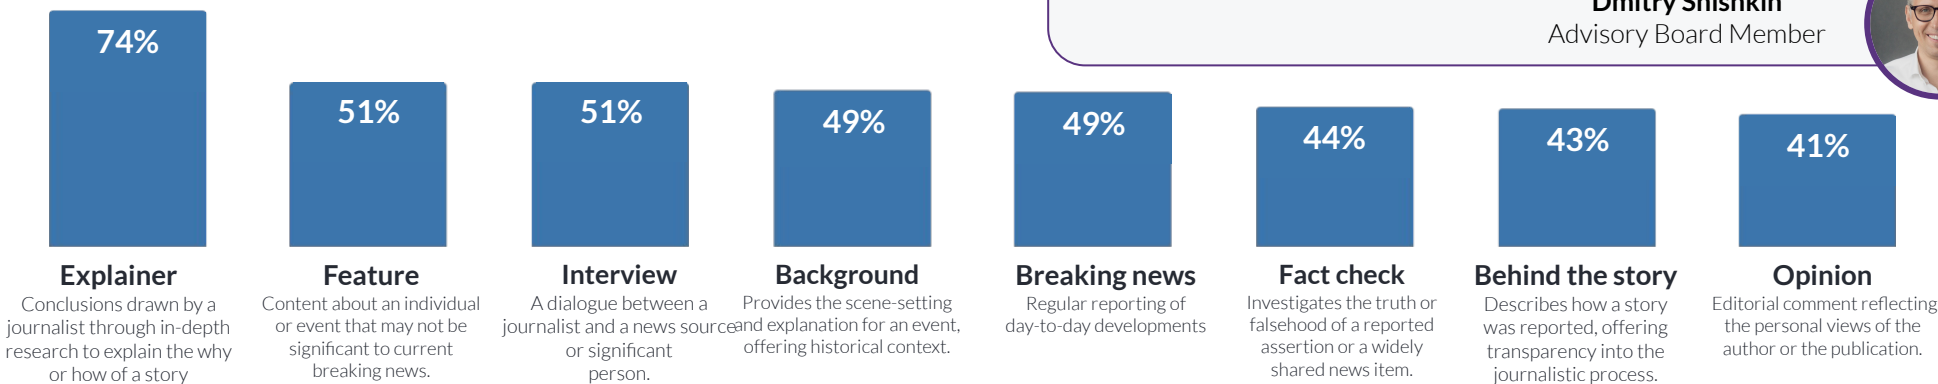 Dmitry Shishkin
Advisory Board Member
74%
51%
51%
49%
49%
44%
43%
41%
Explainer
Conclusions drawn by a
journalist through in-depth
research to explain the why
or how of a story
Feature
Content about an individual
or event that may not be
significant to current
breaking news.
Interview
A dialogue between a
journalist and a news source
or significant
person.
Background
Provides the scene-setting
and explanation for an event,
offering historical context.
Breaking news
Regular reporting of
day-to-day developments
Fact check
Investigates the truth or
falsehood of a reported
assertion or a widely
shared news item.
Behind the story
Describes how a story
was reported, offering
transparency into the
journalistic process.
Opinion
Editorial comment reflecting
the personal views of the
author or the publication.